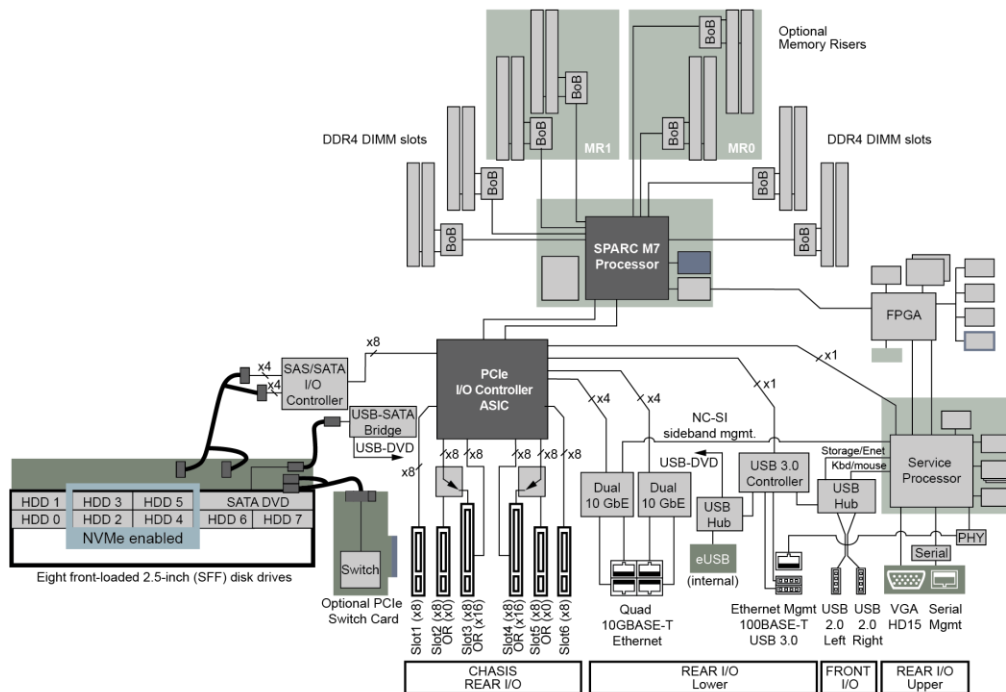 Optional
Memory Risers
BoB
BoB
BoB
BoB
MR1
MR0
DDR4 DIMM slots
DDR4 DIMM slots
BoB
BoB
BoB
BoB
SPARC M7
Processor
FPGA
x8
x4
x4
SAS/SATA
I/O
Controller
PCIe
I/O Controller
ASIC
x1
x1
x4
x4
USB-SATA
Bridge
USB-DVD
x8
x8
x8
x8
x8
x8
NC-SI
sideband mgmt.
USB-DVD
Storage/Enet
Kbd/mouse
Dual
10 GbE
Dual
10 GbE
USB 3.0
Controller
USB
Hub
USB
Hub
Service
Processor
HDD 1
HDD 3
HDD 5
SATA DVD
HDD 0
HDD 2
HDD 4
HDD 6
HDD 7
NVMe enabled
Eight front-loaded 2.5-inch (SFF) disk drives
Switch
Optional PCIe
Switch Card
eUSB
(internal)
PHY
Serial
Slot1 (x8)
Slot2 (x8)
OR (x0)
Slot3 (x8)
OR (x16)
Slot4 (x8)
OR (x16)
Slot5 (x8)
OR (x0)
Slot6 (x8)
Quad
10GBASE-T
Ethernet
Ethernet Mgmt
100BASE-T
USB 3.0
USB
2.0
Left
USB
2.0
Right
VGA
HD15
Serial
Mgmt
CHASIS
REAR I/O
REAR I/O
Lower
FRONT
I/O
REAR I/O
Upper